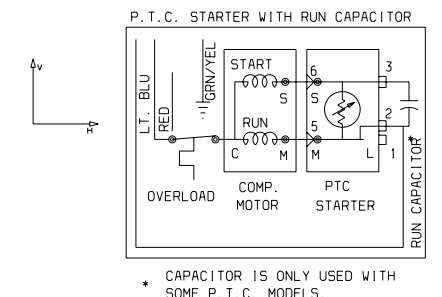 P.T.C. STARTER WITH RUN CAPACITOR
V
H
LT. BLU
RED
GRN/YEL
START
RUN
S
C
M
OVERLOAD
COMP.
MOTOR
6
S
5
M
PTC
STARTER
3
2
L
1
*
RUN CAPACITOR
* CAPACITOR IS ONLY USED WITH
SOME P.T.C. MODELS.